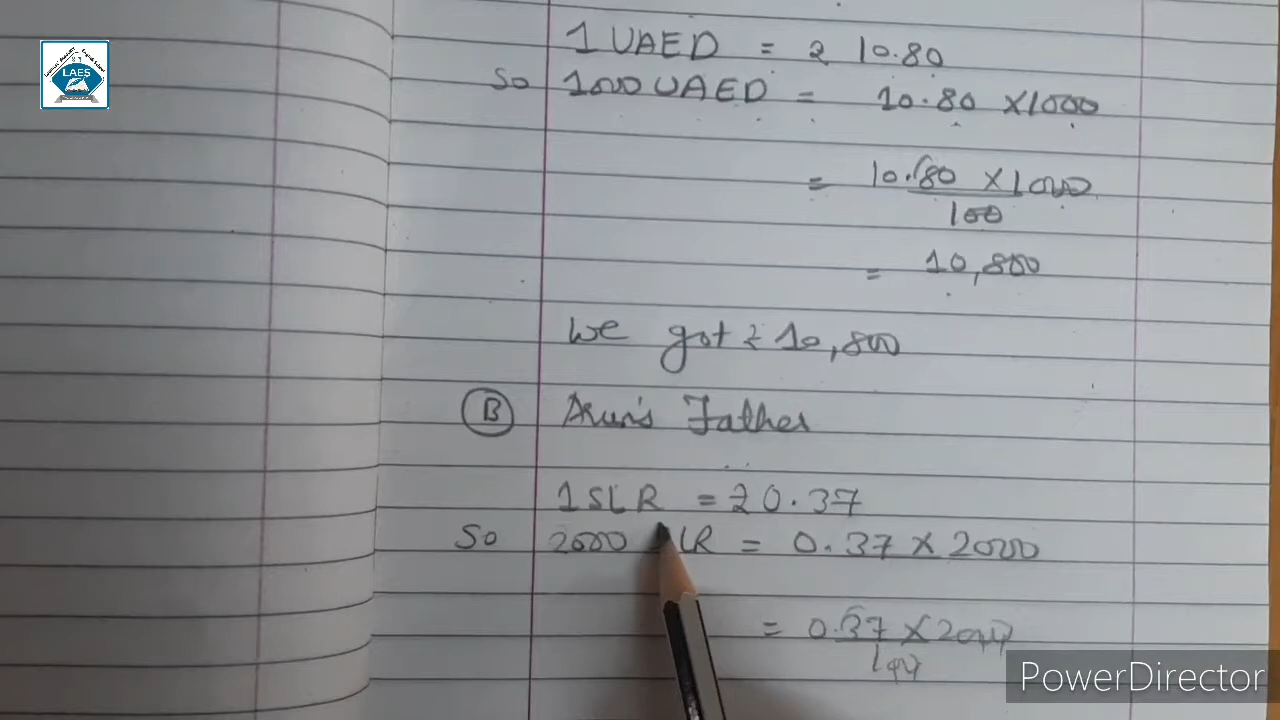 LAES
1 UAED = ₹ 10.80
So 1000 UAED = 10.80 × 1000
= 10.80 × 1000
100
= 10,800
We got ₹ 10,800
B Arun's Father
1 SLR = ₹ 0.37
So 2000 SLR = 0.37 × 2000
= 0.37 × 2000
100
PowerDirector